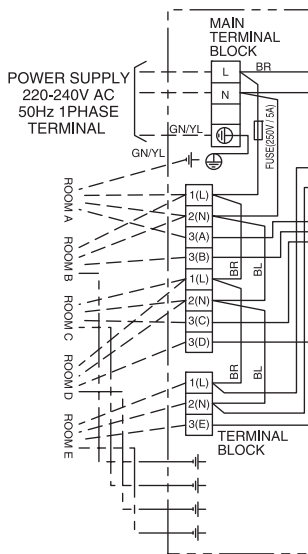 MAIN
TERMINAL
BLOCK
POWER SUPPLY
220-240V AC
50Hz 1PHASE
TERMINAL
L
BR
N
GN/YL
GN/YL
FUSE(250V / 5A)
ROOM A
ROOM B
ROOM C
ROOM D
ROOM E
1(L)
2(N)
3(A)
3(B)
1(L)
2(N)
3(C)
3(D)
BR
BL
BR
BL
1(L)
2(N)
3(E)
TERMINAL
BLOCK